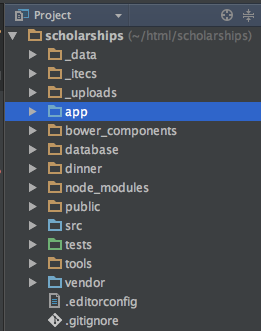 Project
scholarships (~/html/scholarships)
_data
_itecs
_uploads
app
bower_components
database
dinner
node_modules
public
src
tests
tools
vendor
.editorconfig
.gitignore